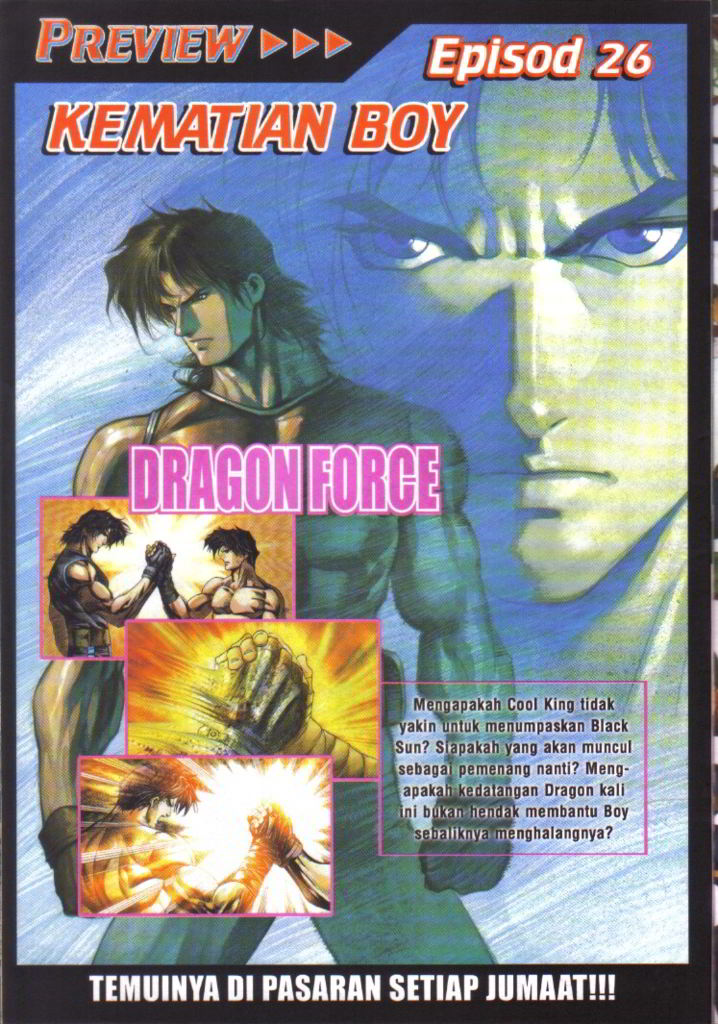 PREVIEW
Episod 26
KEMATIAN BOY
DRAGON FORCE
Mengapakah Cool King tidak
yakin untuk menumpaskan Black
Sun? Siapakah yang akan muncul
sebagai pemenang nanti? Meng-
apakah kedatangan Dragon kali
ini bukan hendak membantu Boy
sebaliknya menghalangnya?
TEMUINYA DI PASARAN SETIAP JUMAAT!!!